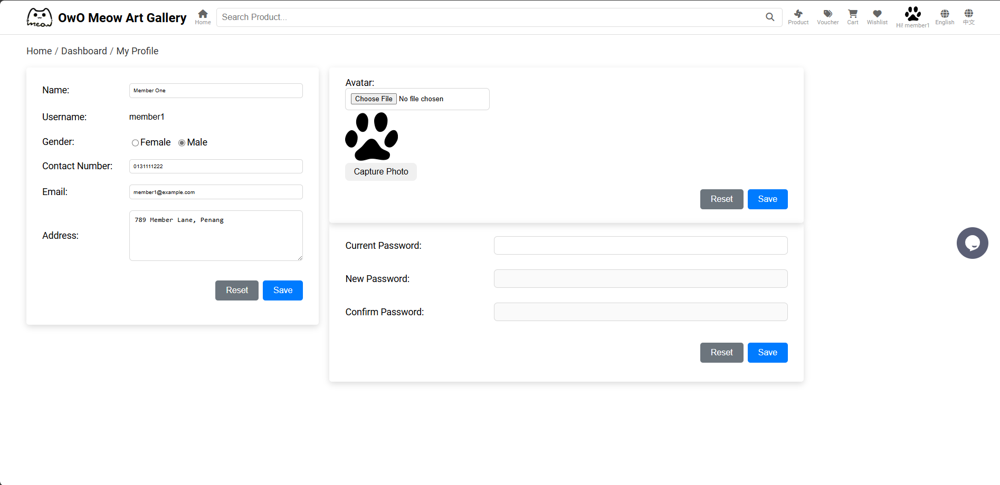 meow
OwO Meow Art Gallery
Home
Search Product...
Product
Voucher
Cart
Wishlist
Hi! member1
English
中文
Home / Dashboard / My Profile
Name:
Member One
Username:
member1
Gender:
Female
Male
Contact Number:
0131111222
Email:
member1@example.com
Address:
789 Member Lane, Penang
Reset
Save
Avatar:
Choose File No file chosen
Capture Photo
Reset
Save
Current Password:
New Password:
Confirm Password:
Reset
Save